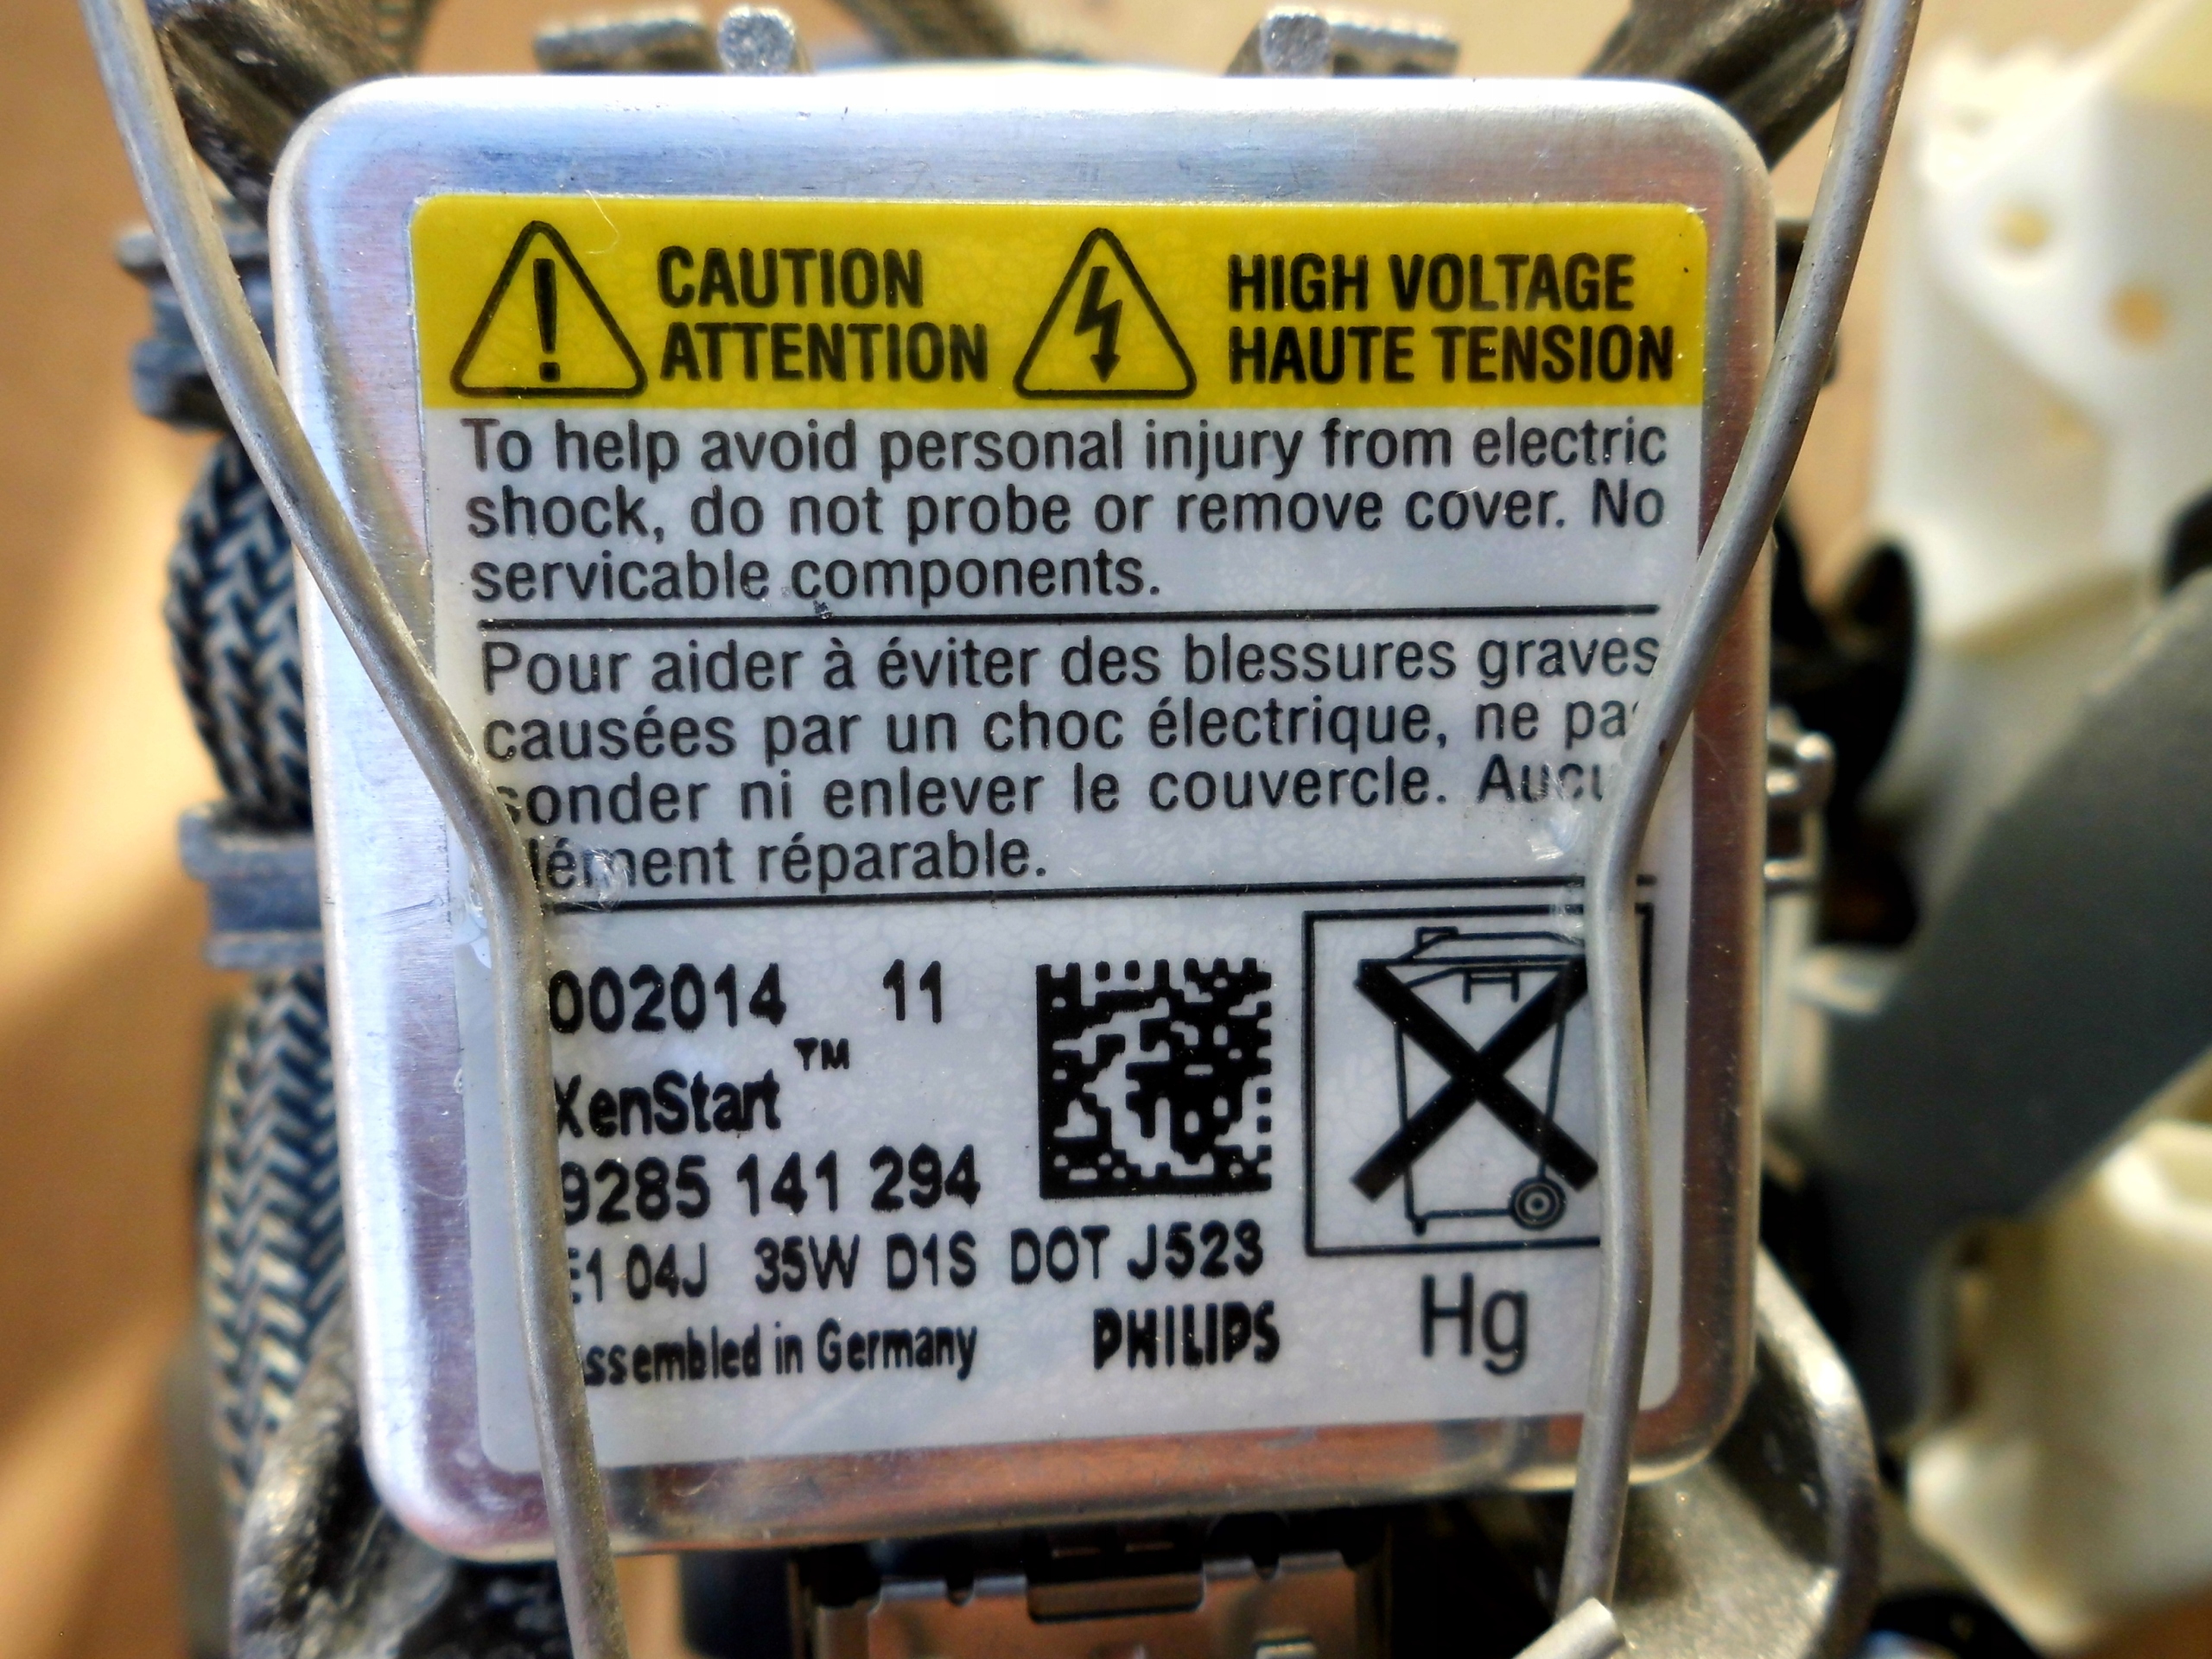 CAUTION
ATTENTION
HIGH VOLTAGE
HAUTE TENSION
To help avoid personal injury from electric
shock, do not probe or remove cover. No
servicable components.
Pour aider à éviter des blessures graves
causées par un choc électrique, ne pas
sonder ni enlever le couvercle. Aucun
élément réparable.
002014 11
XenStart™
9285 141 294
E1 04J 35W D1S DOT J523
Assembled in Germany PHILIPS
Hg